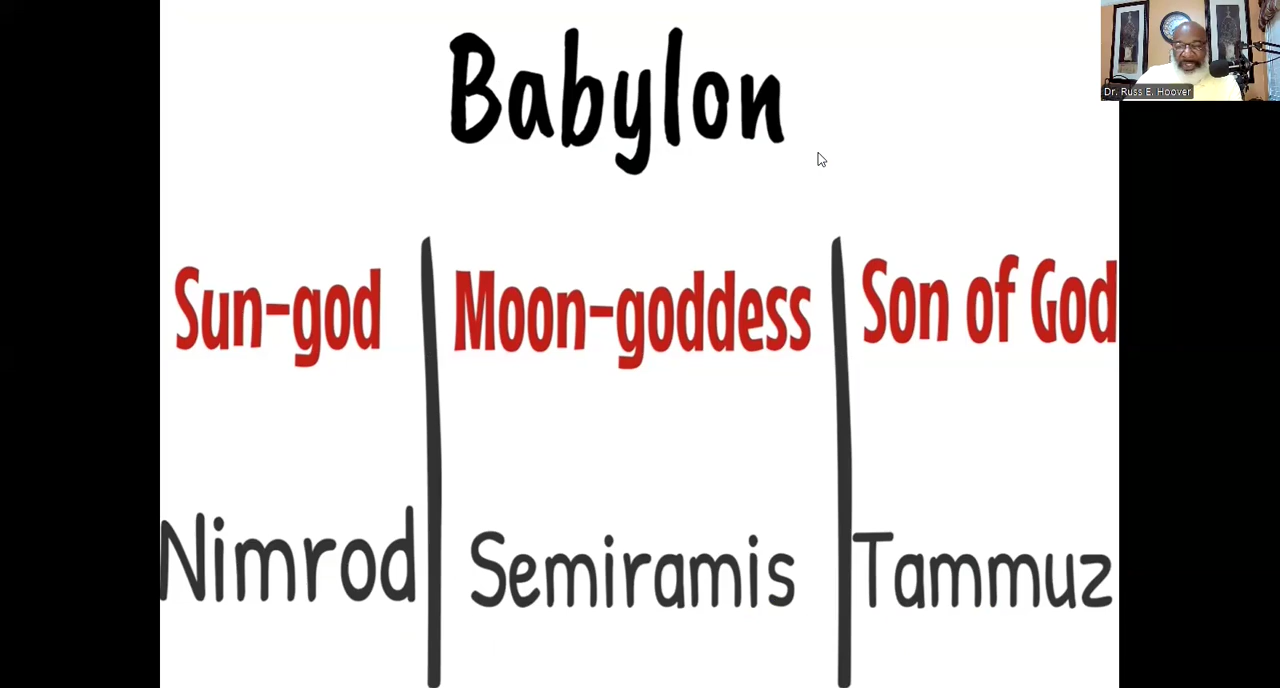 Babylon
Dr. Russ E. Hoover
Sun-god Moon-goddess Son of God
Nimrod Semiramis Tammuz